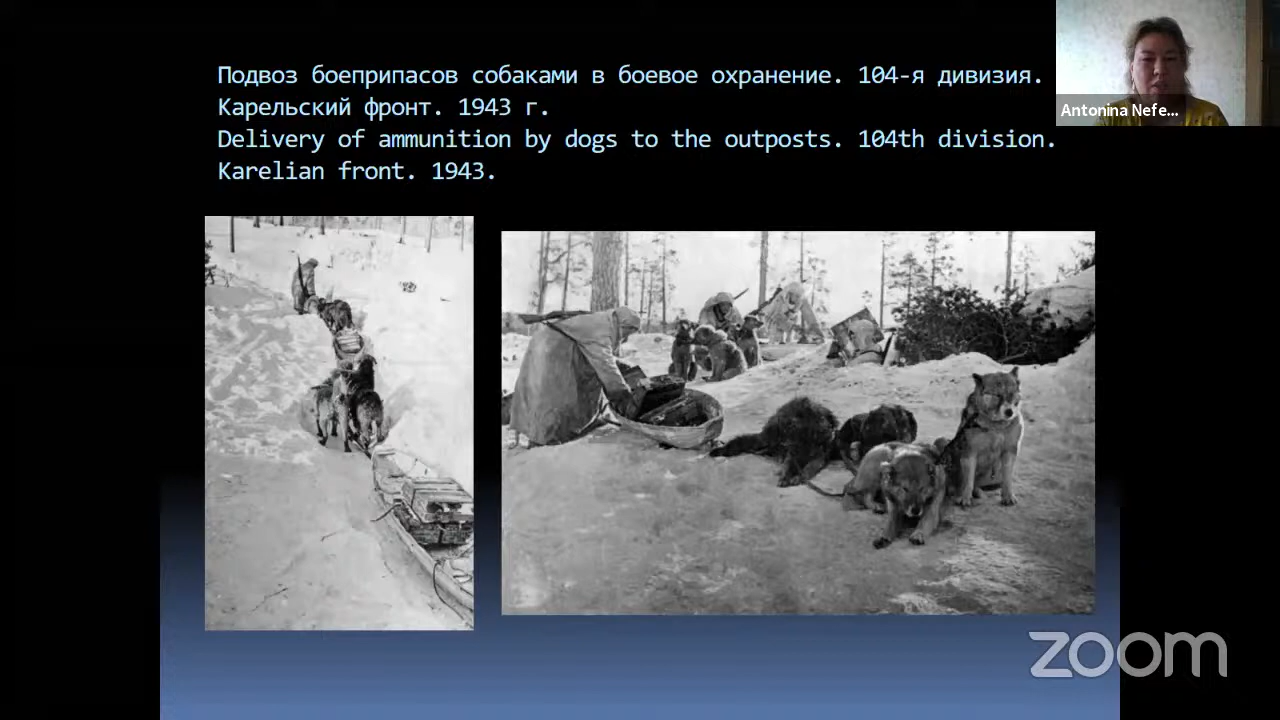 Подвоз боеприпасов собаками в боевое охранение. 104-я дивизия.
Карельский фронт. 1943 г.
Delivery of ammunition by dogs to the outposts. 104th division.
Karelian front. 1943.
Antonina Nefe...
zoom